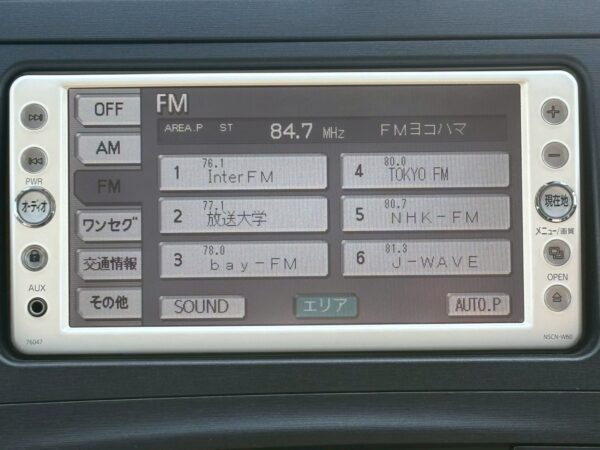 OFF
AM
FM
ワンセグ
交通情報
その他
FM
AREA.P ST 84.7 MHz FMヨコハマ
1 76.1 InterFM
2 77.1 放送大学
3 78.0 bay-FM
4 80.0 TOKYO FM
5 80.7 NHK-FM
6 81.3 J-WAVE
SOUND
エリア
AUTO.P
PWR
オーディオ
AUX
76047
現在地
メニュー/画質
OPEN
NSCN-W60